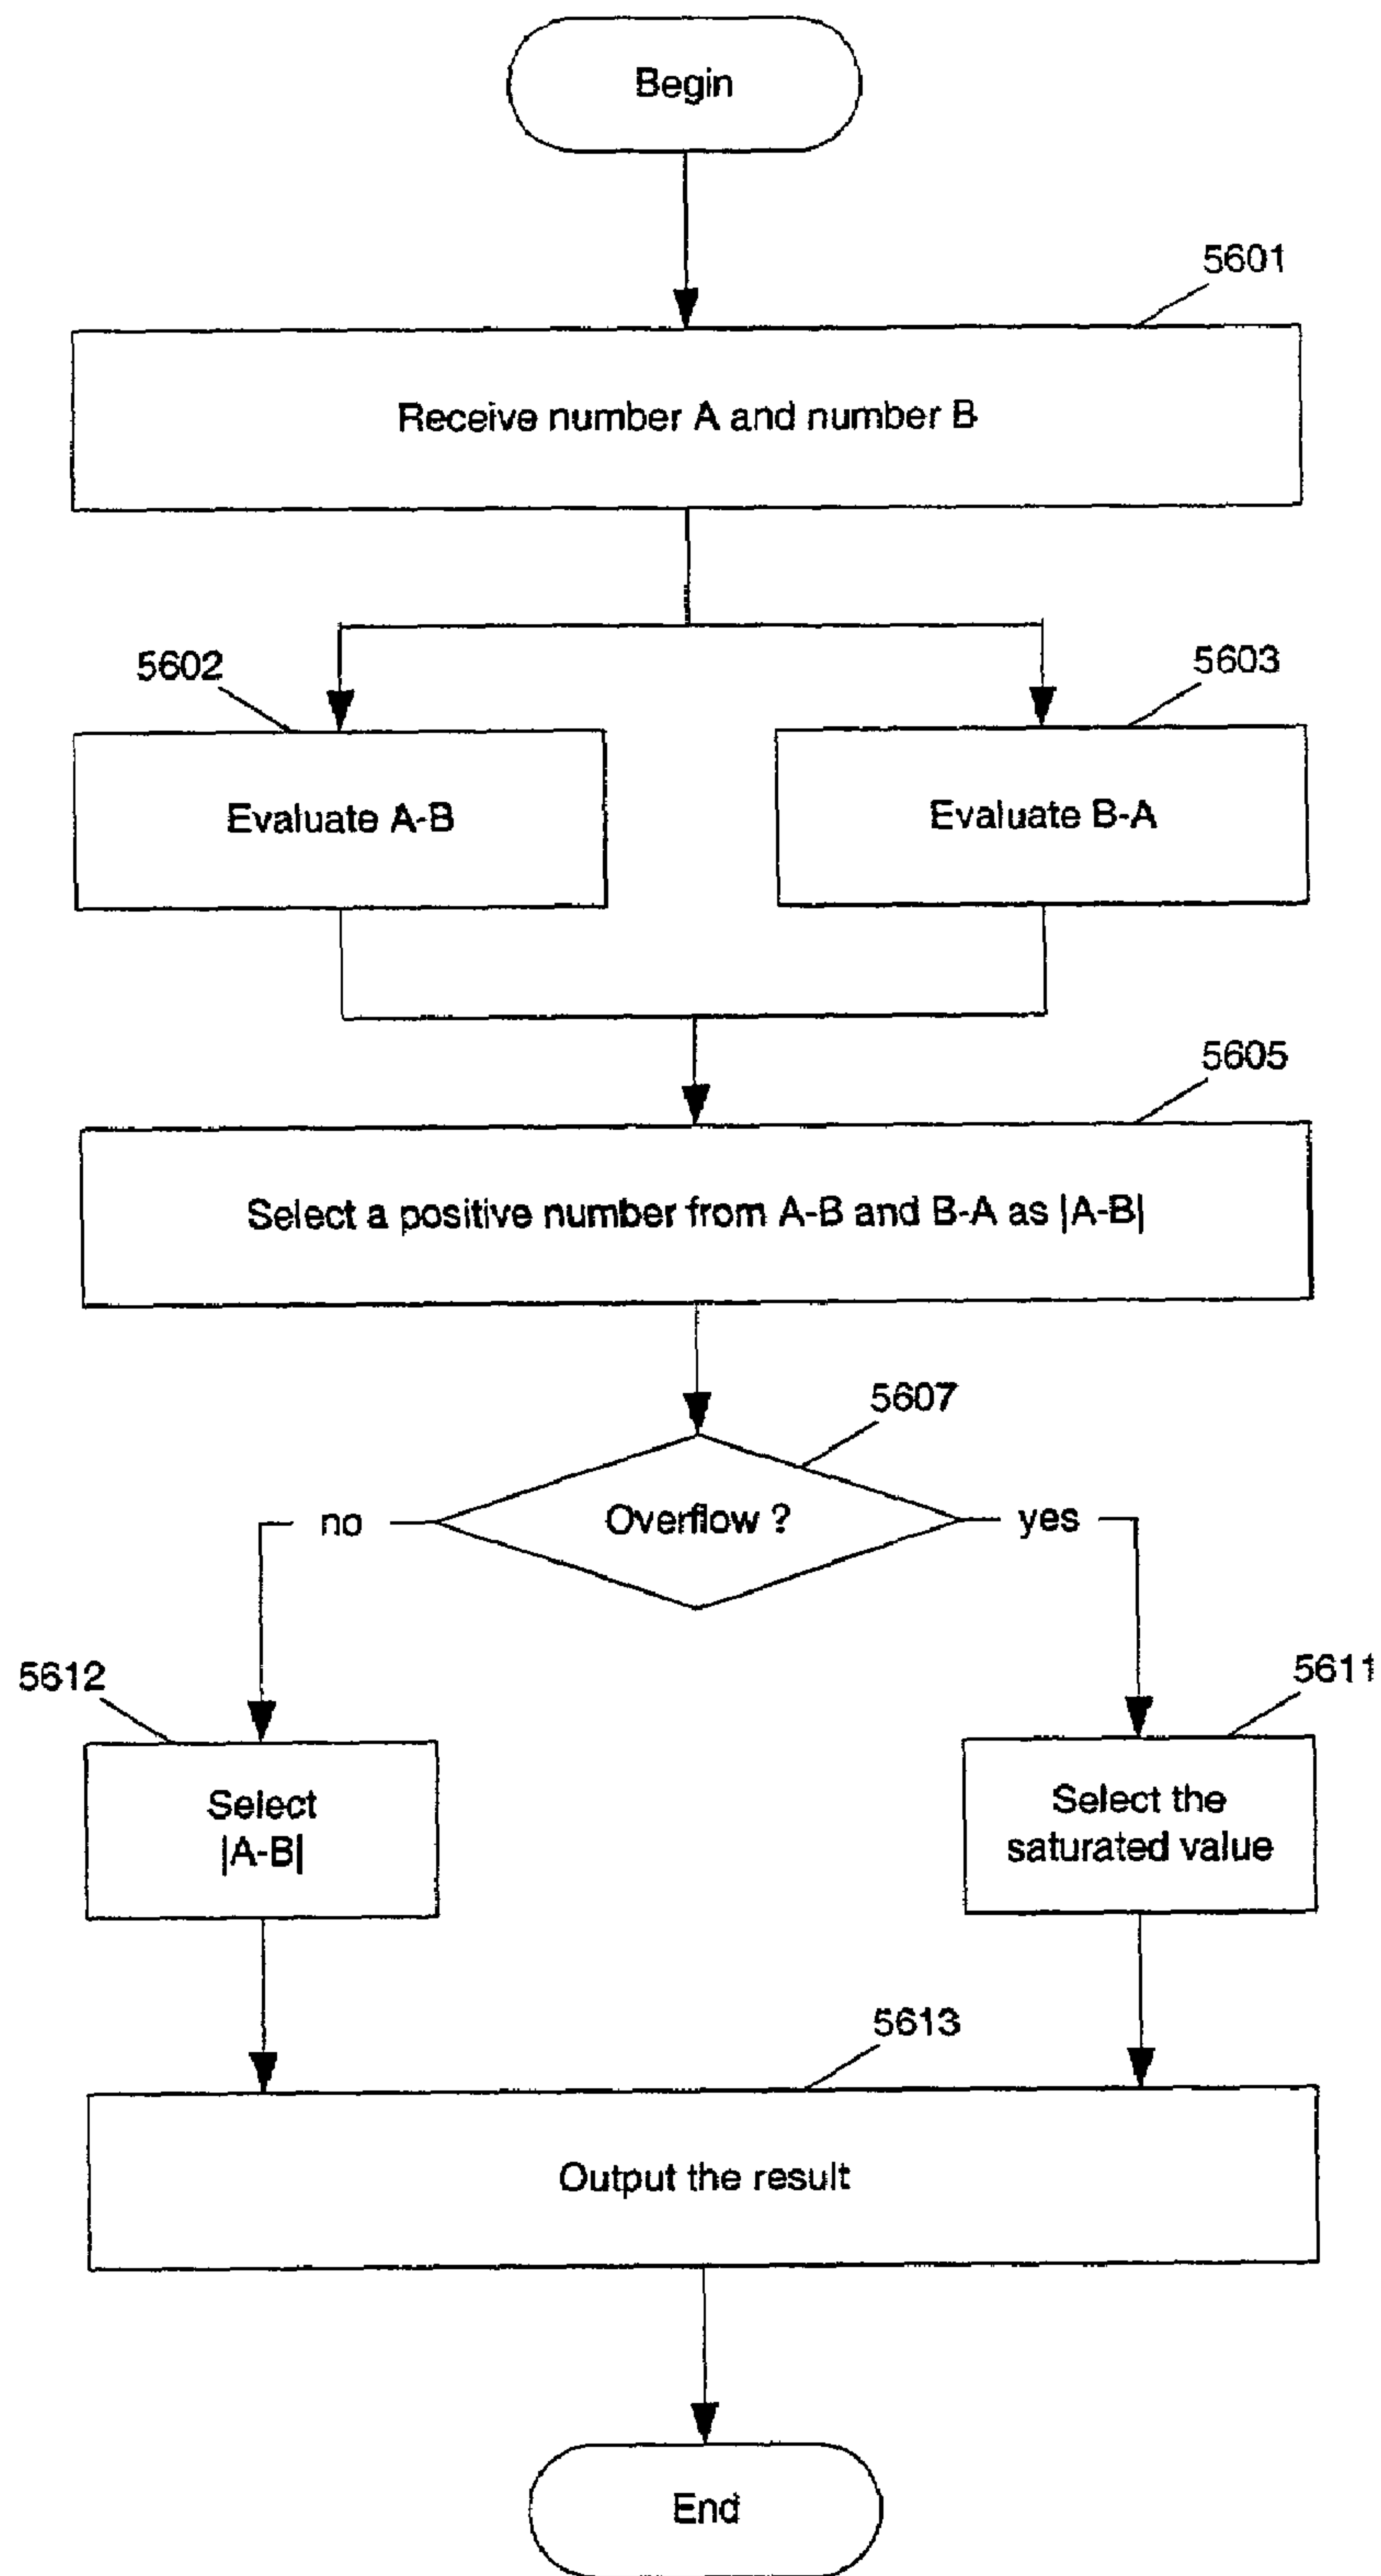 Begin
5601
Receive number A and number B
5602
5603
Evaluate A-B
Evaluate B-A
5605
Select a positive number from A-B and B-A as |A-B|
5607
Overflow ?
no
yes
5612
5611
Select
|A-B|
Select the
saturated value
5613
Output the result
End